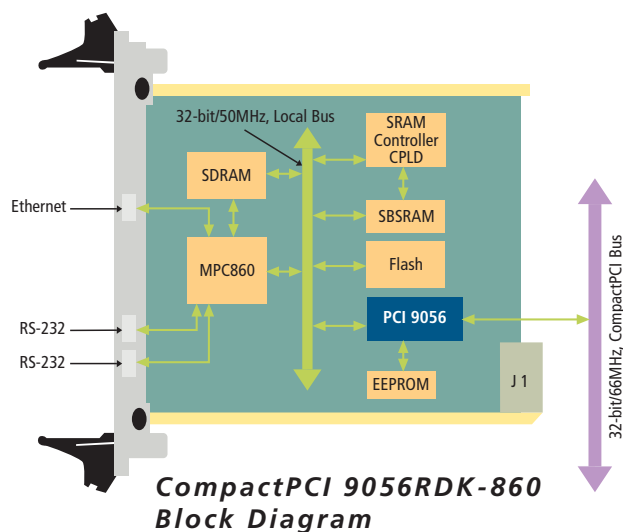 32-bit/50MHz, Local Bus
SRAM
Controller
CPLD
SDRAM
Ethernet
SBSRAM
MPC860
Flash
RS-232
PCI 9056
RS-232
EEPROM
J 1
32-bit/66MHz, CompactPCI Bus
CompactPCI 9056RDK-860
Block Diagram